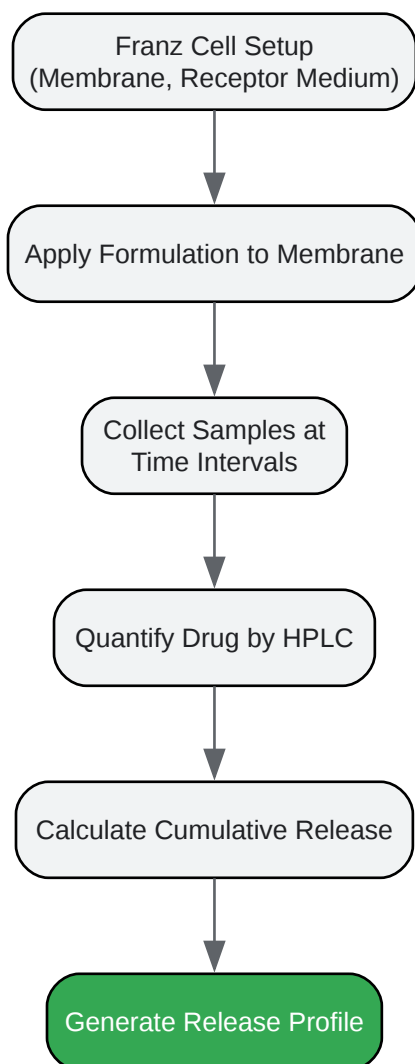 Franz Cell Setup
(Membrane, Receptor Medium)
Apply Formulation to Membrane
Collect Samples at
Time Intervals
Quantify Drug by HPLC
Calculate Cumulative Release
Generate Release Profile